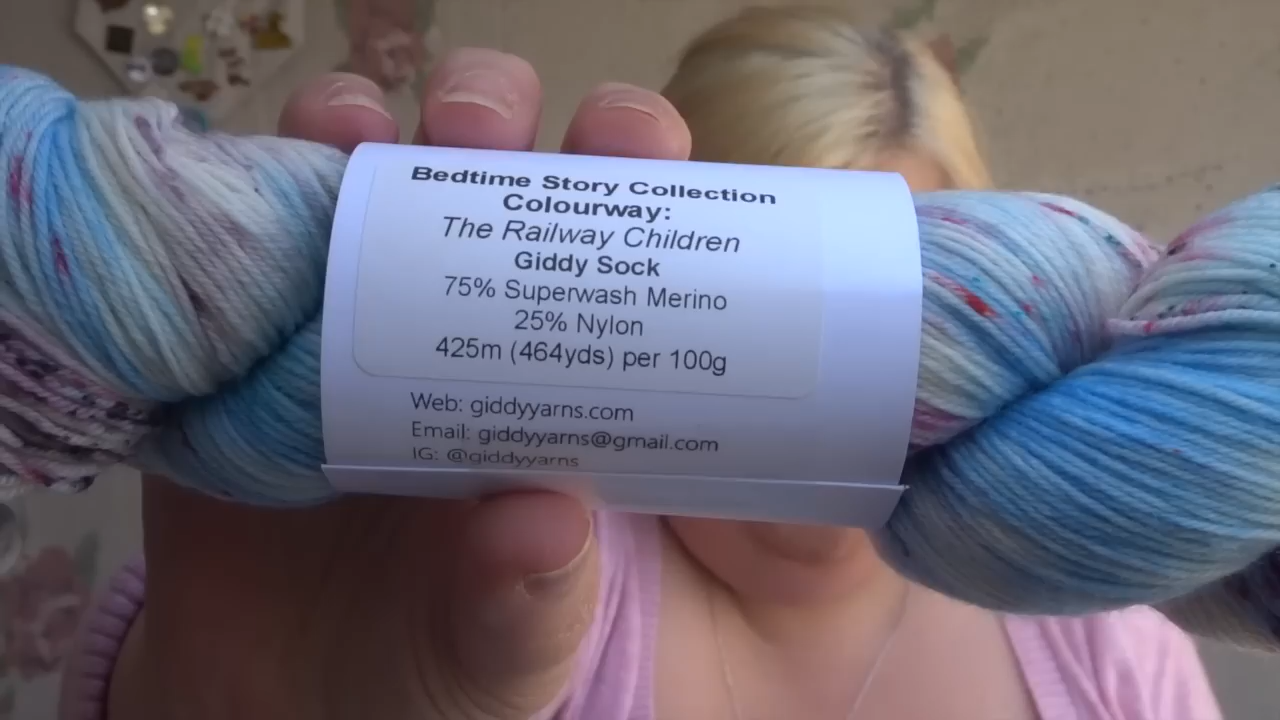 Bedtime Story Collection
Colourway:
The Railway Children
Giddy Sock
75% Superwash Merino
25% Nylon
425m (464yds) per 100g
Web: giddyyarns.com
Email: giddyyarns@gmail.com
IG: @giddyyarns